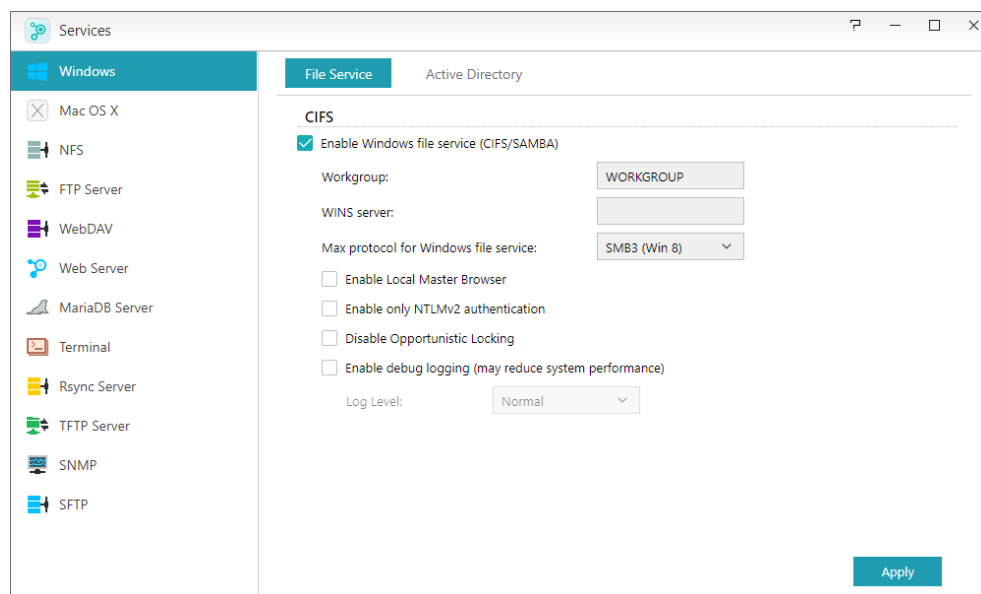 Services
Windows
Mac OS X
NFS
FTP Server
WebDAV
Web Server
MariaDB Server
Terminal
Rsync Server
TFTP Server
SNMP
SFTP
File Service Active Directory
CIFS
Enable Windows file service (CIFS/SAMBA)
Workgroup: WORKGROUP
WINS server:
Max protocol for Windows file service: SMB3 (Win 8)
Enable Local Master Browser
Enable only NTLMv2 authentication
Disable Opportunistic Locking
Enable debug logging (may reduce system performance)
Log Level: Normal
Apply